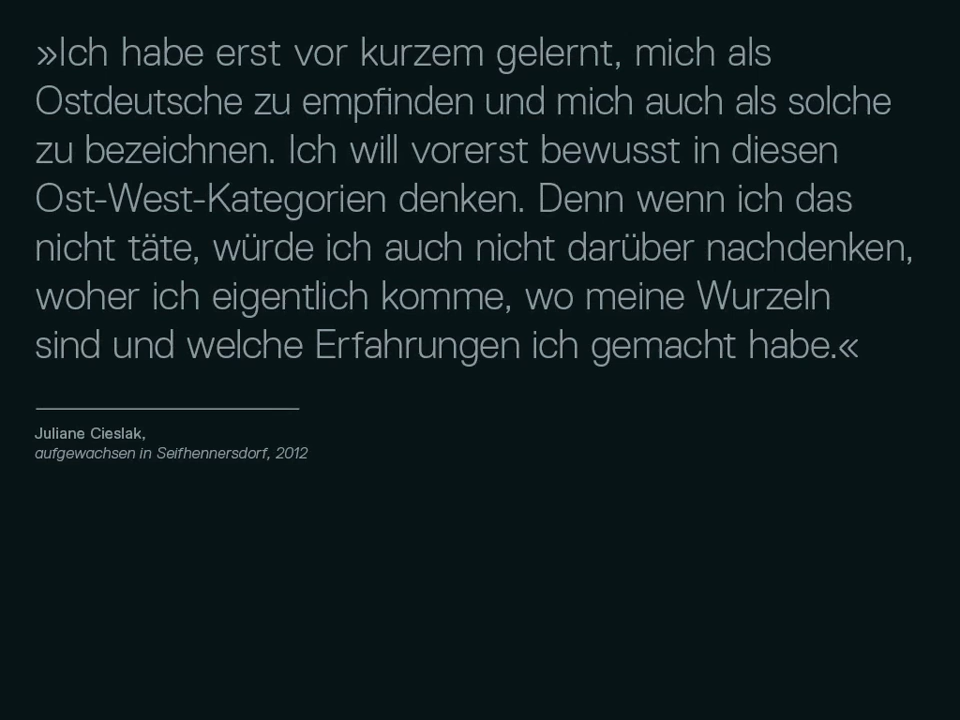 »Ich habe erst vor kurzem gelernt, mich als
Ostdeutsche zu empfinden und mich auch als solche
zu bezeichnen. Ich will vorerst bewusst in diesen
Ost-West-Kategorien denken. Denn wenn ich das
nicht täte, würde ich auch nicht darüber nachdenken,
woher ich eigentlich komme, wo meine Wurzeln
sind und welche Erfahrungen ich gemacht habe.«
Juliane Cieslak,
aufgewachsen in Seifhennersdorf, 2012